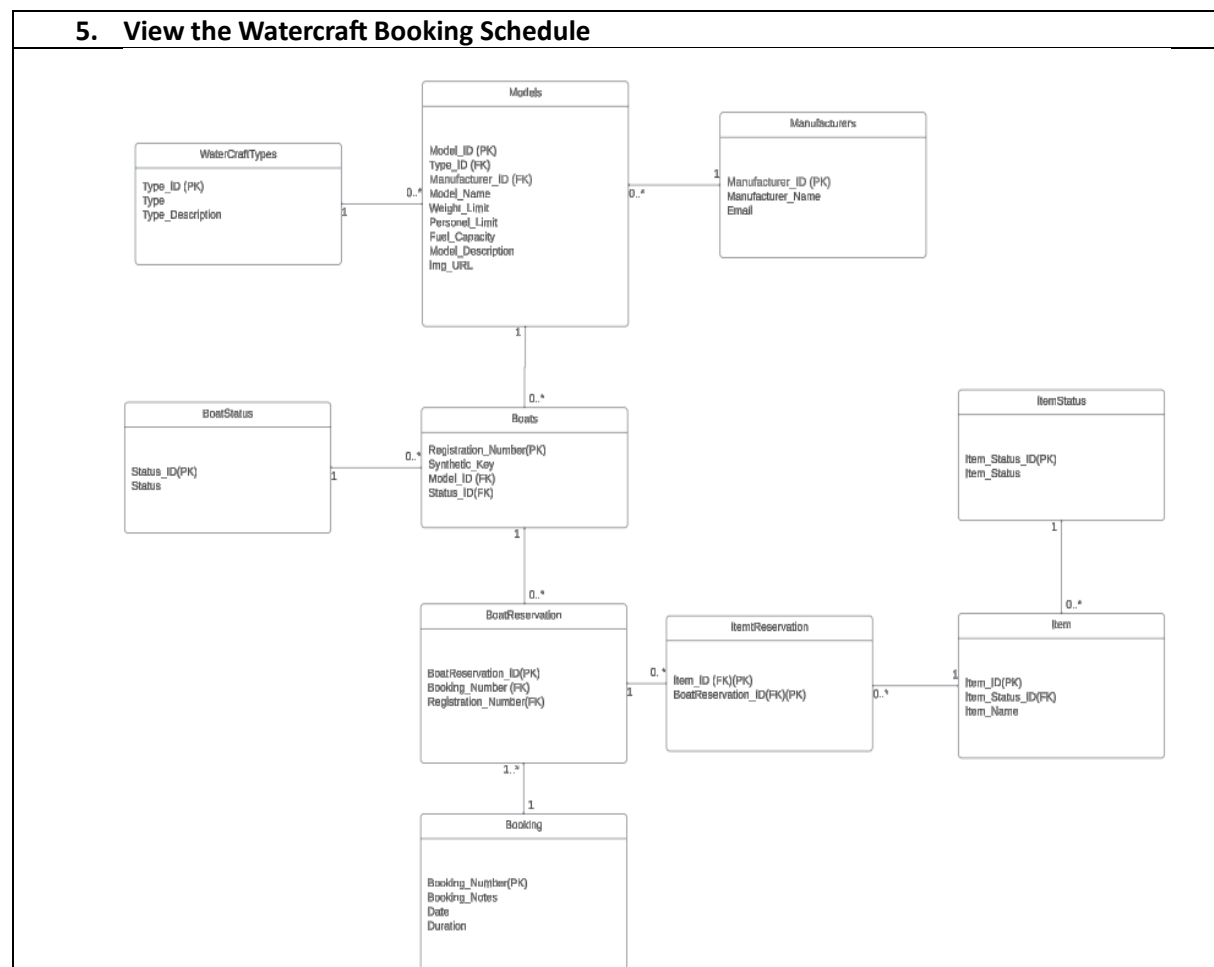 5. View the Watercraft Booking Schedule
Models
Model_ID (PK)
Type_ID (FK)
Manufacturer_ID (FK)
Model_Name
Weight_Limit
Personel_Limit
Fuel_Capacity
Model_Description
Img_URL
Manufacturers
Manufacturer_ID (PK)
Manufacturer_Name
Email
WaterCraftTypes
Type_ID (PK)
Type
Type_Description
1
0..*
0..*
1
1
0..*
BoatStatus
Status_ID(PK)
Status
1
0..*
Boats
Registration_Number(PK)
Synthetic_Key
Model_ID (FK)
Status_ID(FK)
ItemStatus
Item_Status_ID(PK)
Item_Status
1
0..*
1
0..*
BoatReservation
BoatReservation_ID(PK)
Booking_Number (FK)
Registration_Number(FK)
1
0. *
ItemtReservation
Item_ID (FK)(PK)
BoatReservation_ID(FK)(PK)
0..*
1
Item
Item_ID(PK)
Item_Status_ID(FK)
Item_Name
1..*
1
Booking
Booking_Number(PK)
Booking_Notes
Date
Duration